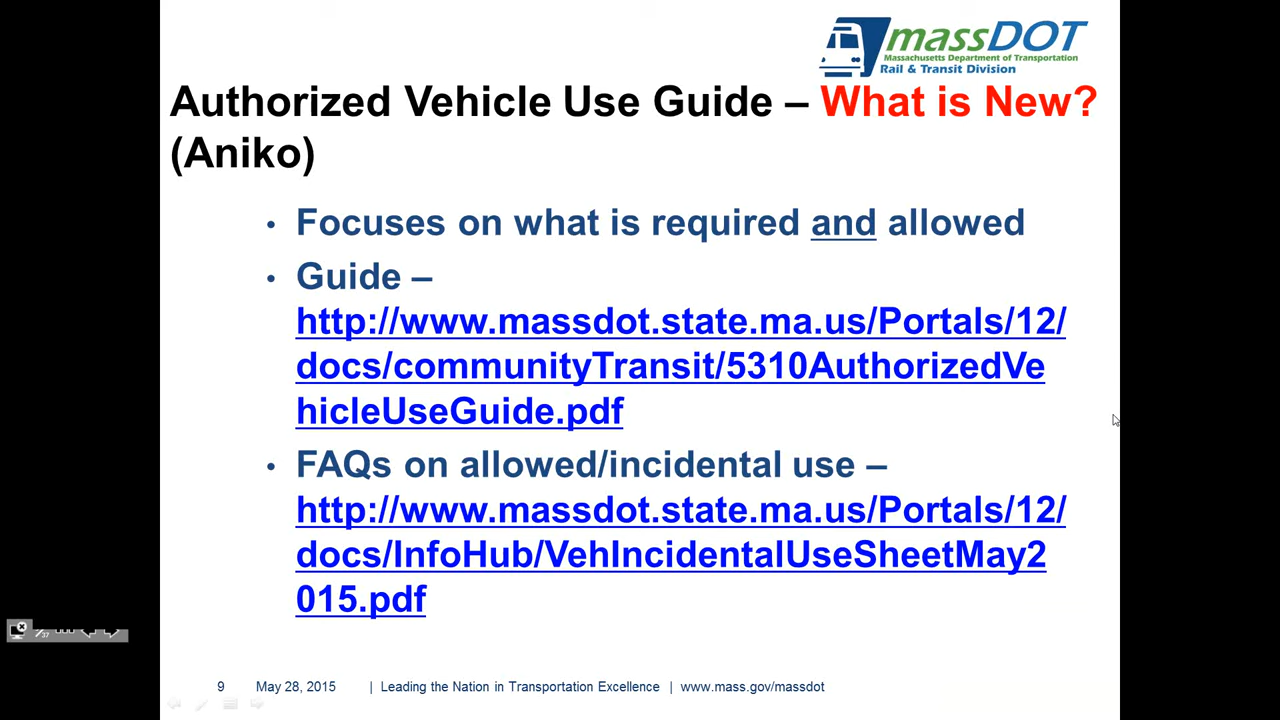 massDOT
Massachusetts Department of Transportation
Rail & Transit Division
Authorized Vehicle Use Guide – What is New?
(Aniko)
• Focuses on what is required and allowed
• Guide –
http://www.massdot.state.ma.us/Portals/12/
docs/communityTransit/5310AuthorizedVe
hicleUseGuide.pdf
• FAQs on allowed/incidental use –
http://www.massdot.state.ma.us/Portals/12/
docs/InfoHub/VehIncidentalUseSheetMay2
015.pdf
9 May 28, 2015 | Leading the Nation in Transportation Excellence | www.mass.gov/massdot